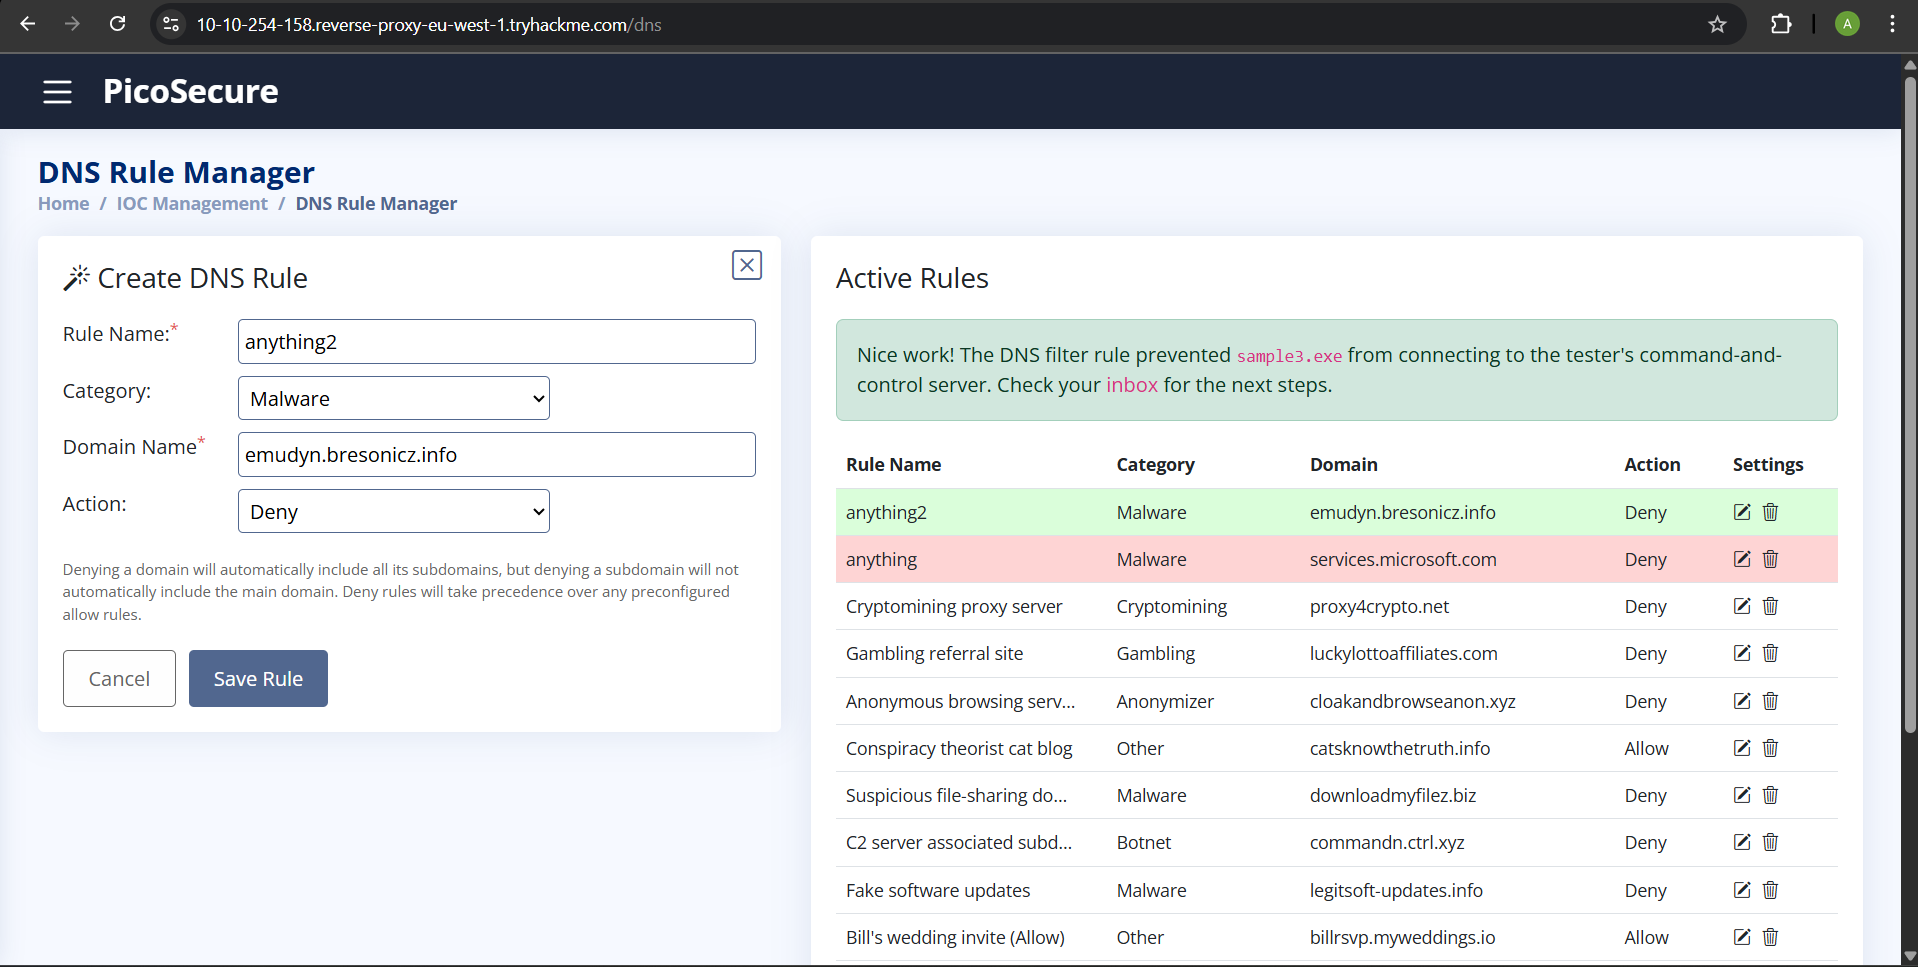 10-10-254-158.reverse-proxy-eu-west-1.tryhackme.com/dns
A
PicoSecure
DNS Rule Manager
Home / IOC Management / DNS Rule Manager
Create DNS Rule
Rule Name:*
anything2
Category:
Malware
Domain Name*
emudyn.bresonicz.info
Action:
Deny
Denying a domain will automatically include all its subdomains, but denying a subdomain will not
automatically include the main domain. Deny rules will take precedence over any preconfigured
allow rules.
Cancel
Save Rule
Active Rules
Nice work! The DNS filter rule prevented sample3.exe from connecting to the tester's command-and-
control server. Check your inbox for the next steps.
Rule Name Category Domain Action Settings
anything2 Malware emudyn.bresonicz.info Deny
anything Malware services.microsoft.com Deny
Cryptomining proxy server Cryptomining proxy4crypto.net Deny
Gambling referral site Gambling luckylottoaffiliates.com Deny
Anonymous browsing serv... Anonymizer cloakandbrowseanon.xyz Deny
Conspiracy theorist cat blog Other catsknowthetruth.info Allow
Suspicious file-sharing do... Malware downloadmyfilez.biz Deny
C2 server associated subd... Botnet commandn.ctrl.xyz Deny
Fake software updates Malware legitsoft-updates.info Deny
Bill's wedding invite (Allow) Other billrsvp.myweddings.io Allow